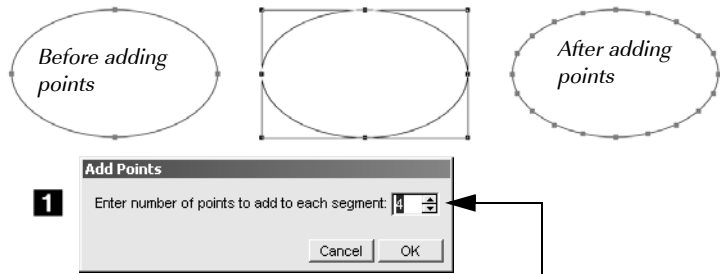 Before adding
points
After adding
points
Add Points
1
Enter number of points to add to each segment: 4
Cancel
OK